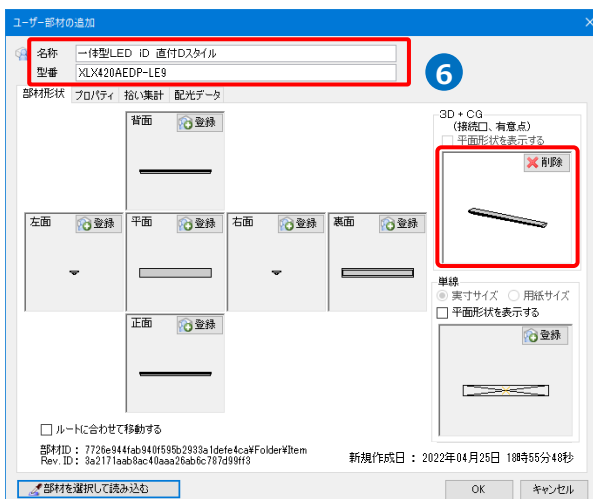 ユーザー部材の追加
名称 一体型LED iD 直付Dスタイル
型番 XLX420AEDP-LE9
6
部材形状 プロパティ 拾い集計 配光データ
3D+CG
(接続口、有意点)
平面形状を表示する
背面 登録
削除
左面 登録 平面 登録 右面 登録 裏面 登録
単線
実寸サイズ 用紙サイズ
平面形状を表示する
正面 登録
登録
ルートに合わせて移動する
部材ID: 7726e944fab940f595b2933a1defe4ca¥Folder¥Item
Rev. ID: 3a2171aab8ac40aaa26ab6c787d99ff3
新規作成日 : 2022年04月25日 18時55分48秒
部材を選択して読み込む OK キャンセル